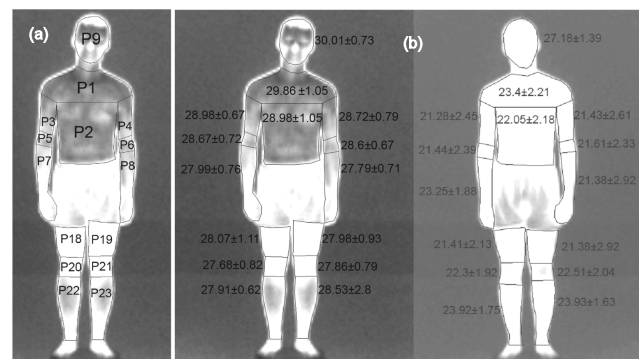 (a)
P9
P1
P2
P3
P4
P5
P6
P7
P8
P18
P19
P20
P21
P22
P23
30.01±0.73
29.86±1.05
28.98±0.67
28.98±1.05
28.72±0.79
28.67±0.72
28.6±0.67
27.99±0.76
27.79±0.71
28.07±1.11
27.98±0.93
27.68±0.82
27.86±0.79
27.91±0.62
28.53±2.8
(b)
27.18±1.39
23.4±2.21
21.28±2.45
22.05±2.18
21.43±2.61
21.44±2.39
21.61±2.33
23.25±1.88
21.38±2.92
21.41±2.13
21.38±2.92
22.3±1.92
22.51±2.04
23.92±1.75
23.93±1.63